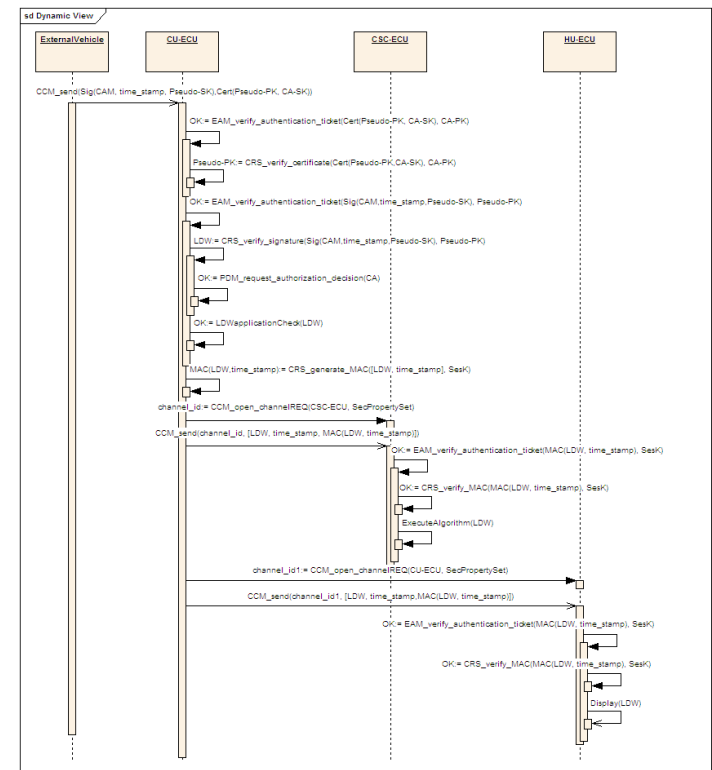 sd Dynamic View
ExternalVehicle
CU-ECU
CSC-ECU
HU-ECU
CCM_send(Sig(CAM, time_stamp, Pseudo-SK),Cert(Pseudo-PK, CA-SK))
OK:= EAM_verify_authentication_ticket(Cert(Pseudo-PK, CA-SK), CA-PK)
Pseudo-PK:= CRS_verify_certificate(Cert(Pseudo-PK,CA-SK), CA-PK)
OK:= EAM_verify_authentication_ticket(Sig(CAM,time_stamp,Pseudo-SK), Pseudo-PK)
LDW:= CRS_verify_signature(Sig(CAM,time_stamp,Pseudo-SK), Pseudo-PK)
OK:= PDM_request_authorization_decision(CA)
OK:= LDWapplicationCheck(LDW)
MAC(LDW,time_stamp):= CRS_generate_MAC([LDW, time_stamp], SesK)
channel_id:= CCM_open_channelREQ(CSC-ECU, SecPropertySet)
CCM_send(channel_id, [LDW, time_stamp, MAC(LDW, time_stamp)])
OK:= EAM_verify_authentication_ticket(MAC(LDW, time_stamp), SesK)
OK:= CRS_verify_MAC(MAC(LDW, time_stamp), SesK)
ExecuteAlgorithm(LDW)
channel_id1:= CCM_open_channelREQ(CU-ECU, SecPropertySet)
CCM_send(channel_id1, [LDW, time_stamp,MAC(LDW, time_stamp)])
OK:= EAM_verify_authentication_ticket(MAC(LDW, time_stamp), SesK)
OK:= CRS_verify_MAC(MAC(LDW, time_stamp), SesK)
Display(LDW)